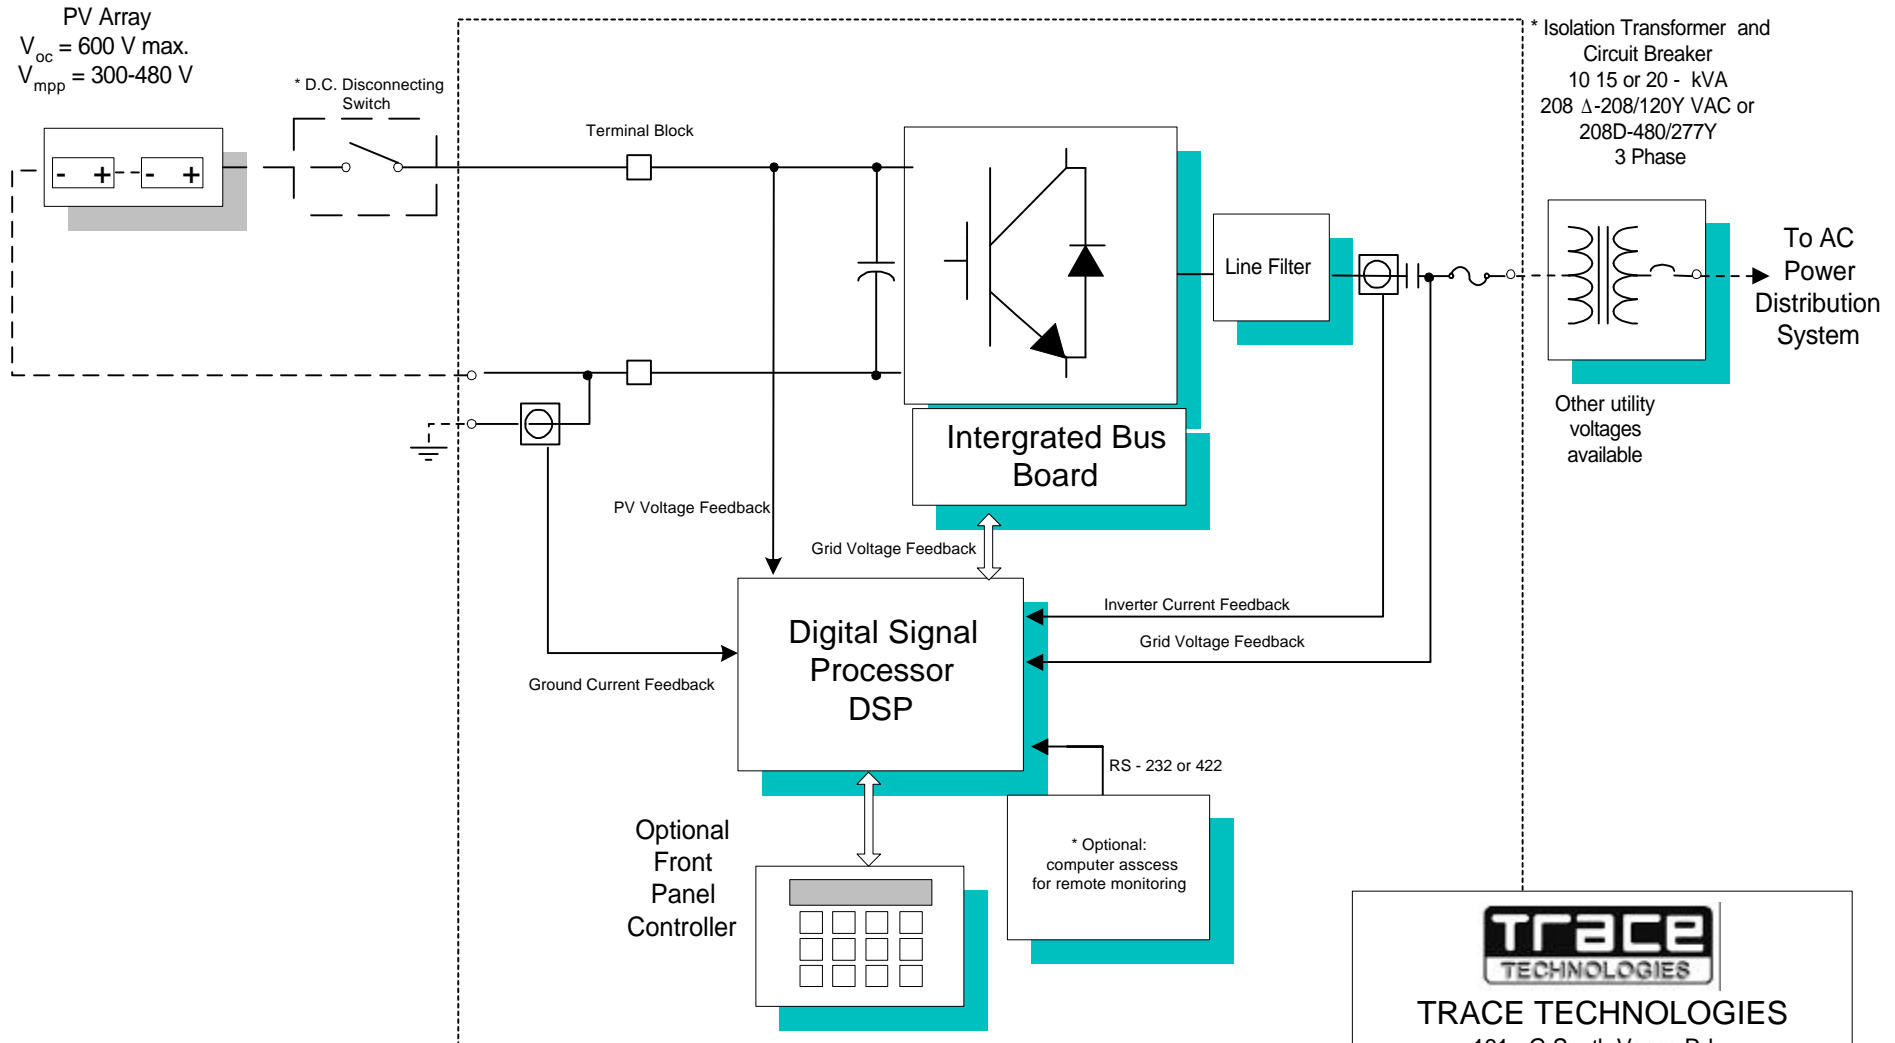 PV Array
Voc = 600 V max.
Vmpp = 300-480 V
* D.C. Disconnecting
Switch
- + - +
Terminal Block
* Isolation Transformer and
Circuit Breaker
10 15 or 20 - kVA
208 Δ-208/120Y VAC or
208D-480/277Y
3 Phase
Line Filter
To AC
Power
Distribution
System
Other utility
voltages
available
Intergrated Bus
Board
PV Voltage Feedback
Grid Voltage Feedback
Inverter Current Feedback
Grid Voltage Feedback
Digital Signal
Processor
DSP
Ground Current Feedback
RS - 232 or 422
* Optional:
computer asscess
for remote monitoring
Optional
Front
Panel
Controller
Trace
TECHNOLOGIES
TRACE TECHNOLOGIES